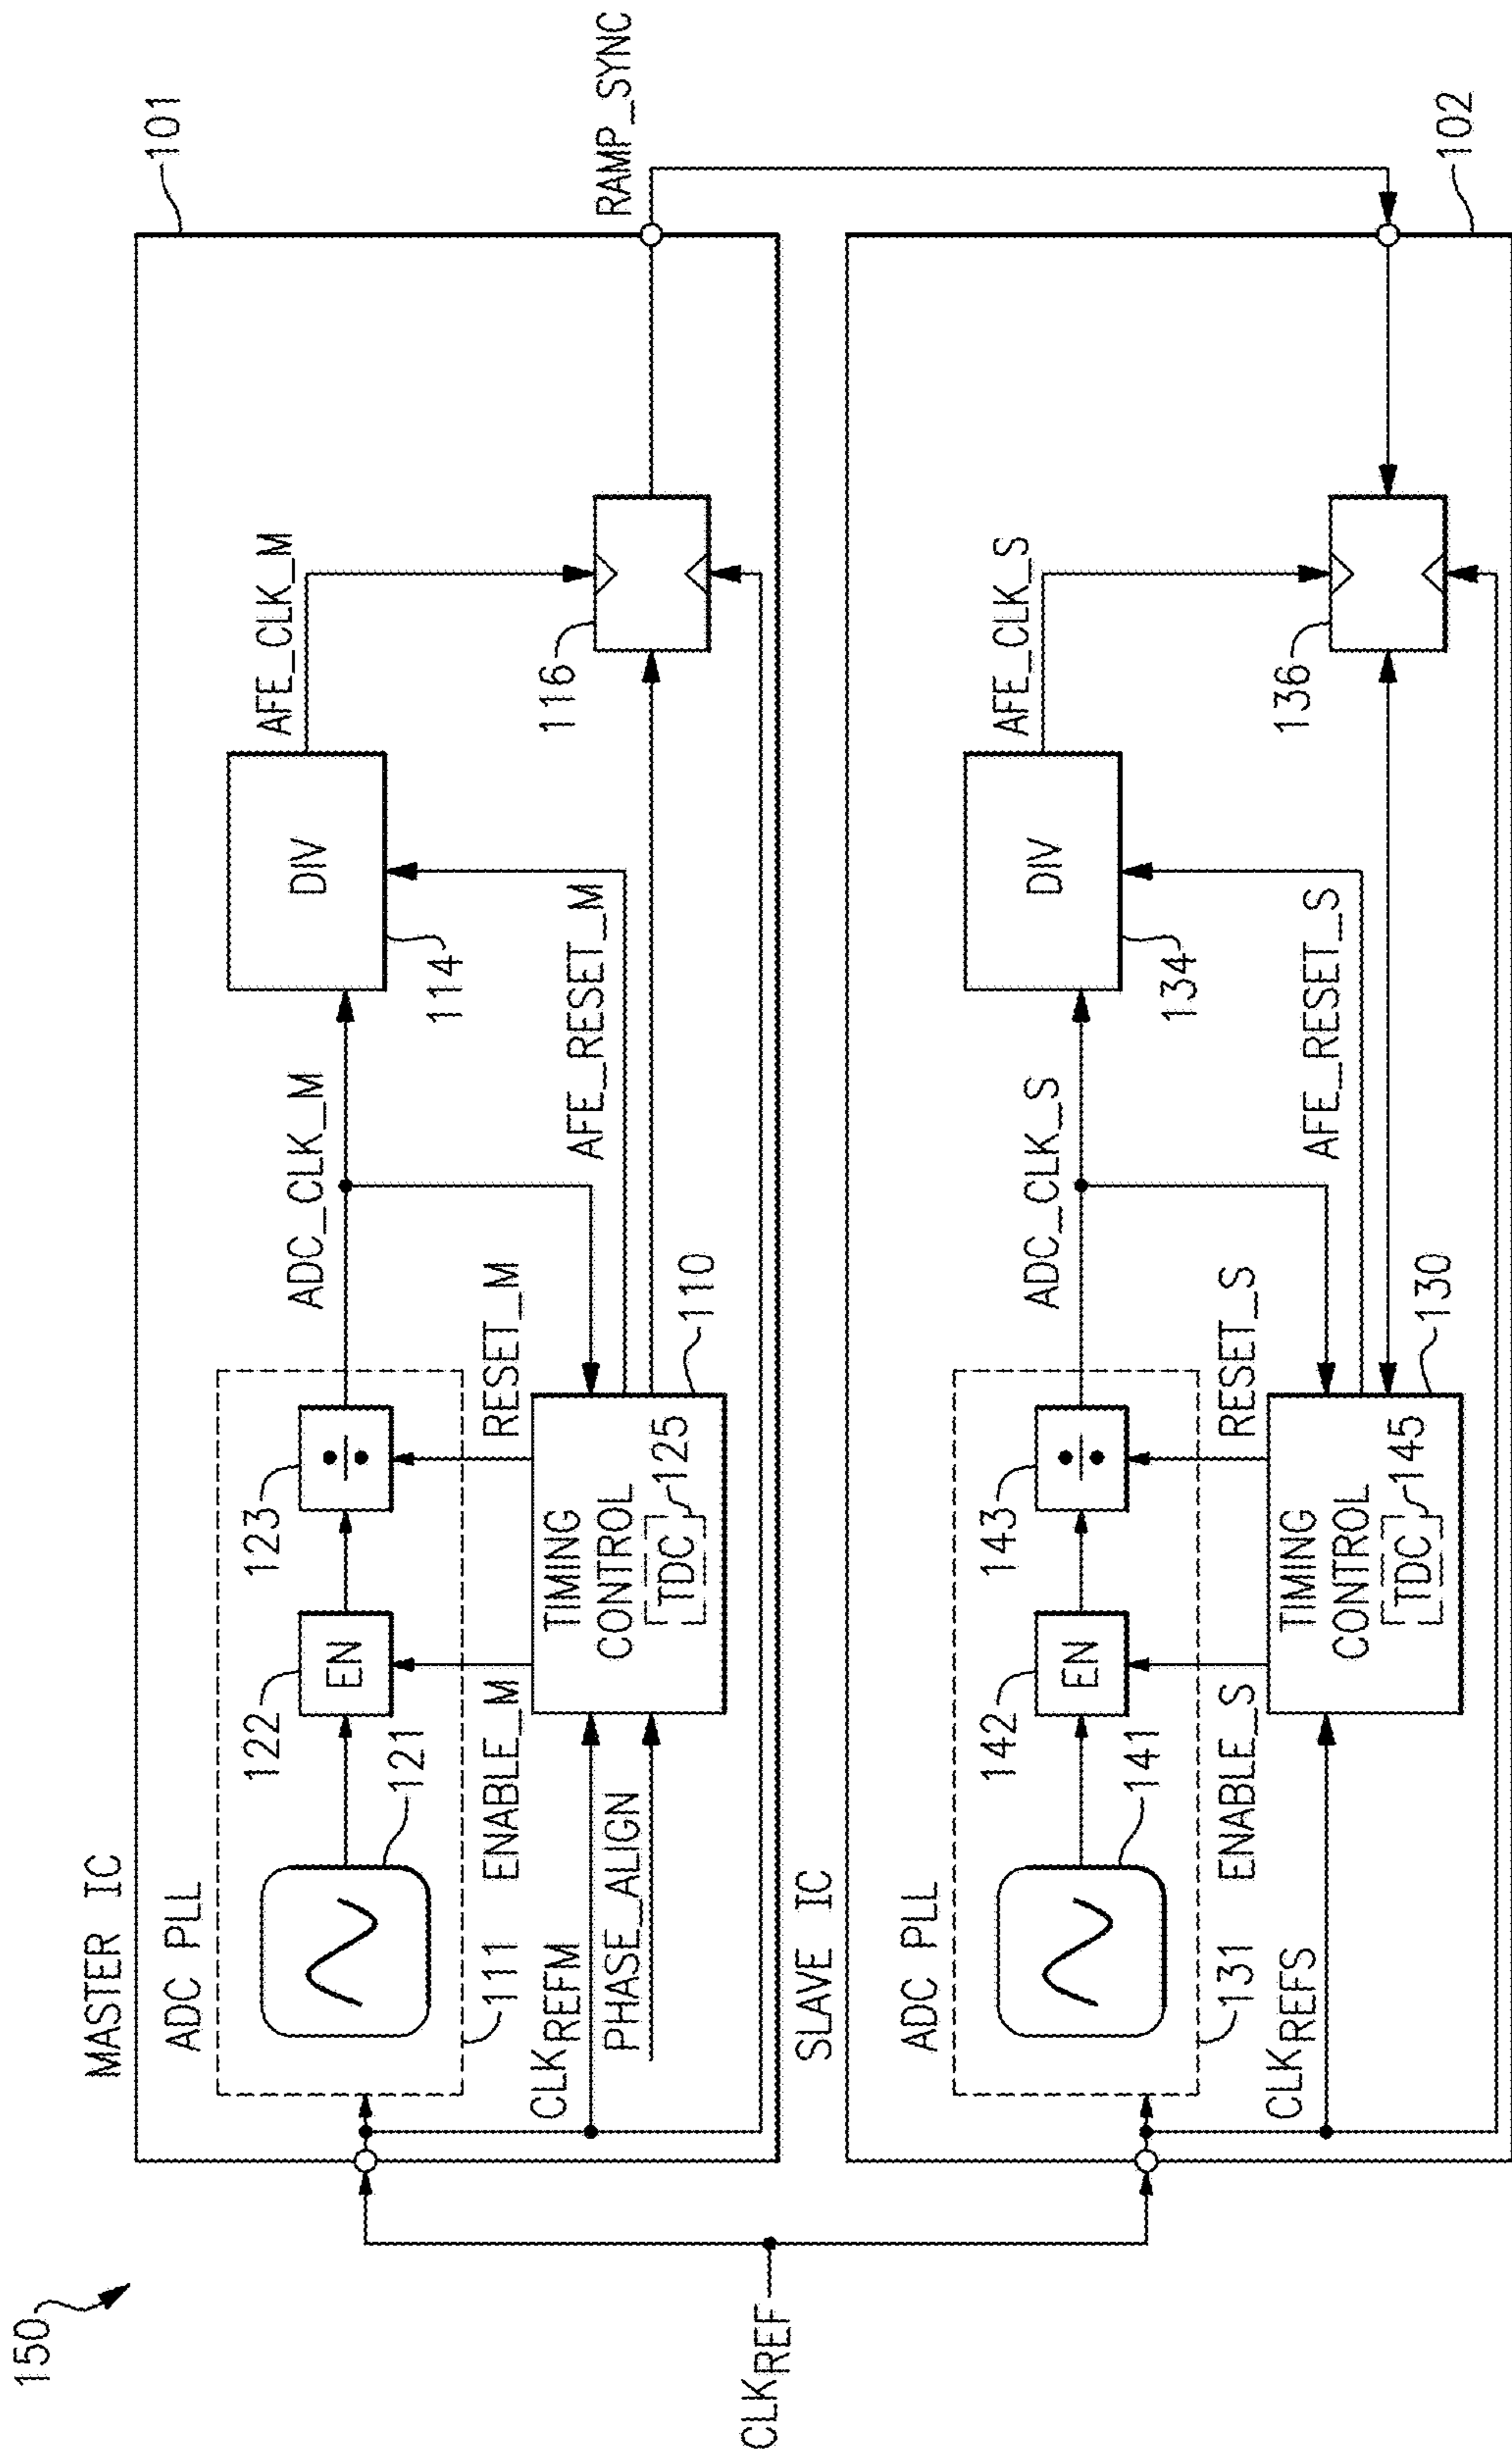 150
CLKREF
MASTER IC
101
ADC PLL
111
121
122
EN
123
÷
ENABLE_M
RESET_M
ADC_CLK_M
CLKREFM
PHASE_ALIGN
TIMING
CONTROL
TDC
125
110
DIV
114
AFE_RESET_M
AFE_CLK_M
116
RAMP_SYNC
SLAVE IC
102
ADC PLL
131
141
142
EN
143
÷
ENABLE_S
RESET_S
ADC_CLK_S
CLKREFS
TIMING
CONTROL
TDC
145
130
DIV
134
AFE_RESET_S
AFE_CLK_S
136